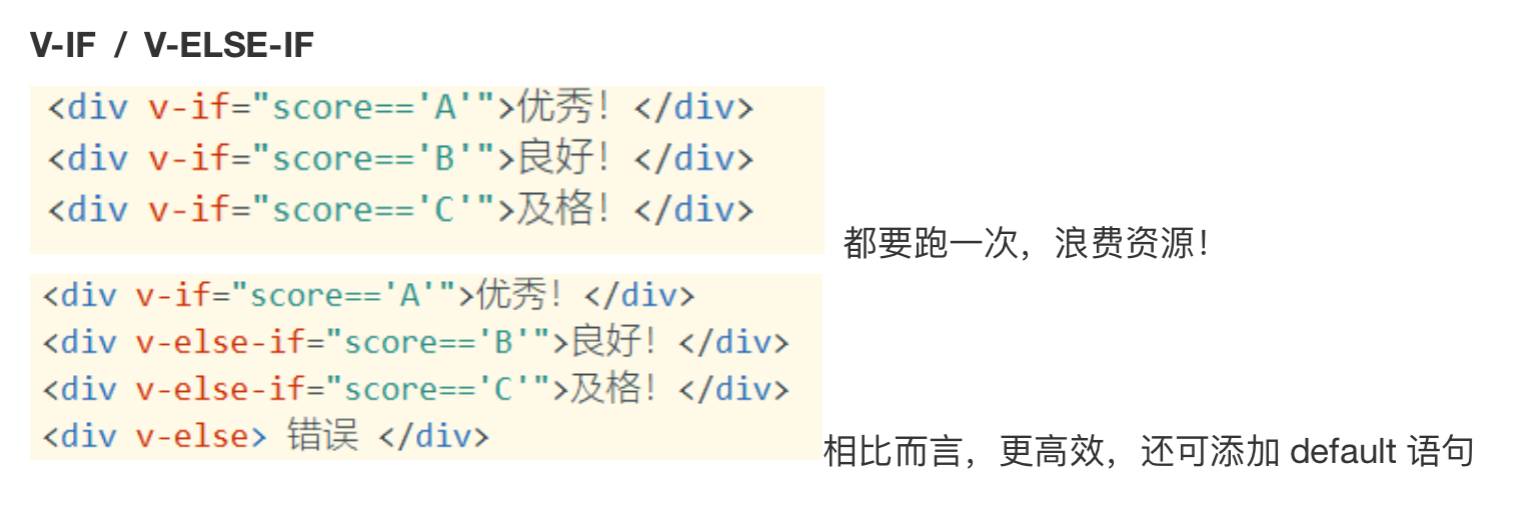 V-IF / V-ELSE-IF
<div v-if="score=='A'">优秀！</div>
<div v-if="score=='B'">良好！</div>
<div v-if="score=='C'">及格！</div>
都要跑一次，浪费资源！
<div v-if="score=='A'">优秀！</div>
<div v-else-if="score=='B'">良好！</div>
<div v-else-if="score=='C'">及格！</div>
<div v-else> 错误 </div>
相比而言，更高效，还可添加 default 语句